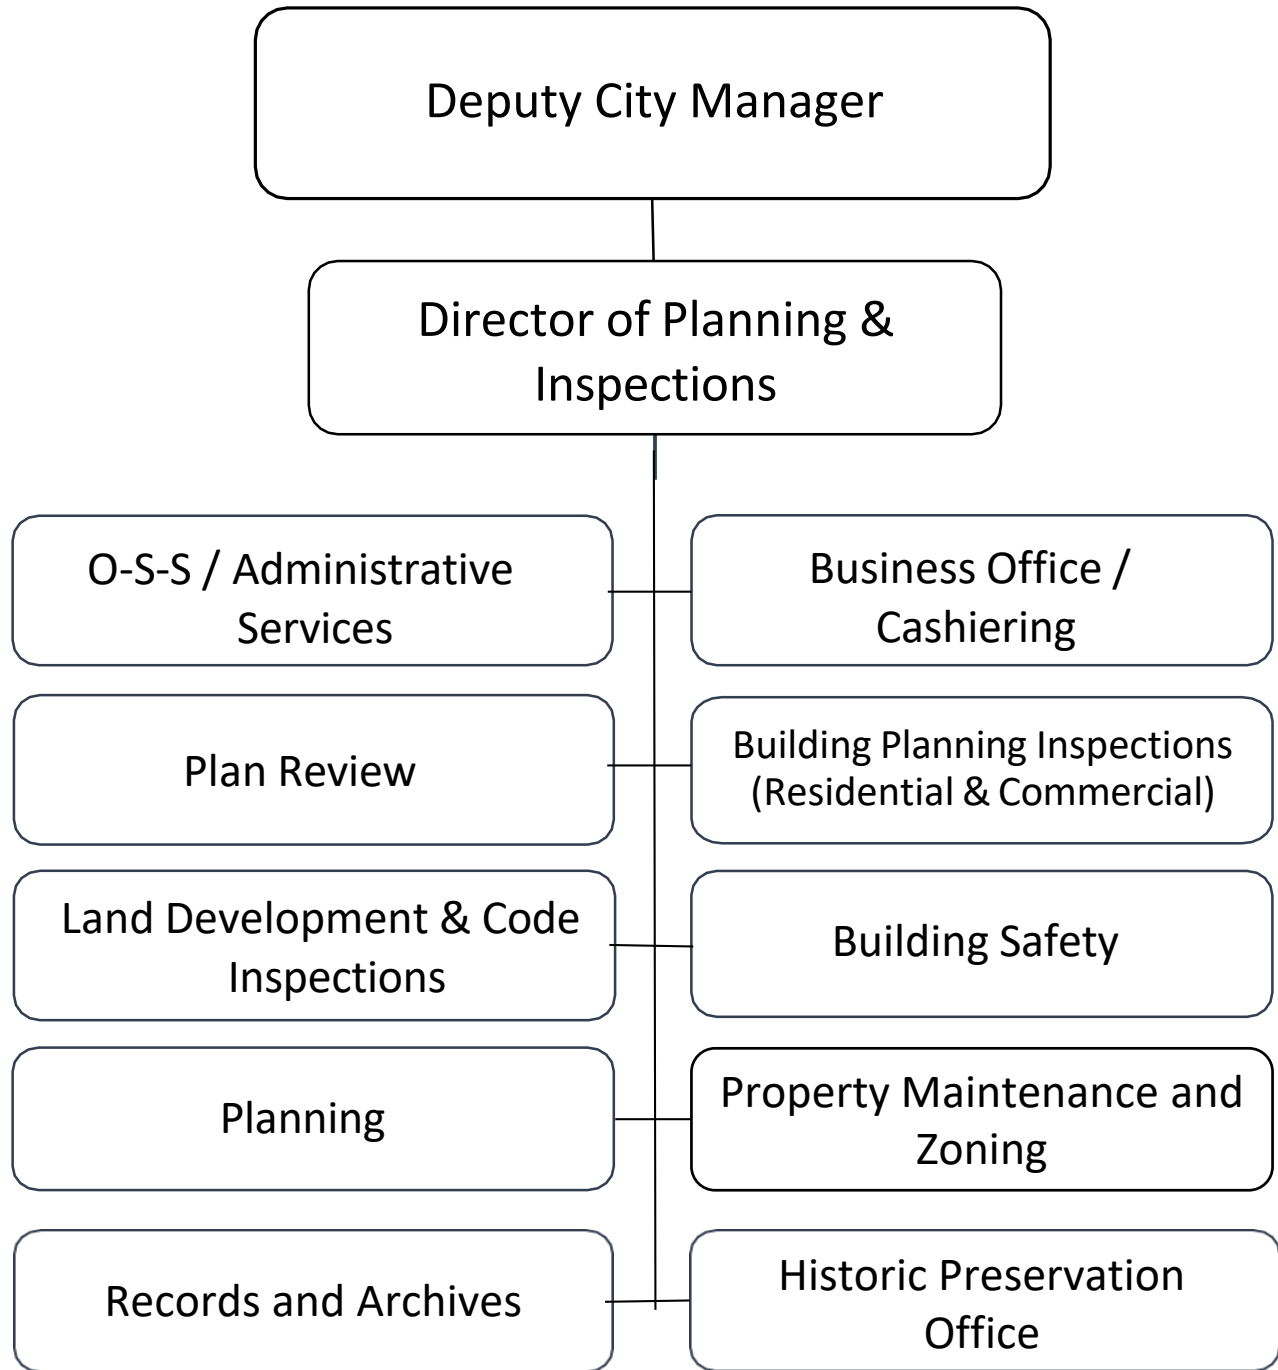 Deputy City Manager
Director of Planning &
Inspections
O-S-S / Administrative
Services
Business Office /
Cashiering
Plan Review
Building Planning Inspections
(Residential & Commercial)
Land Development & Code
Inspections
Building Safety
Planning
Property Maintenance and
Zoning
Records and Archives
Historic Preservation
Office